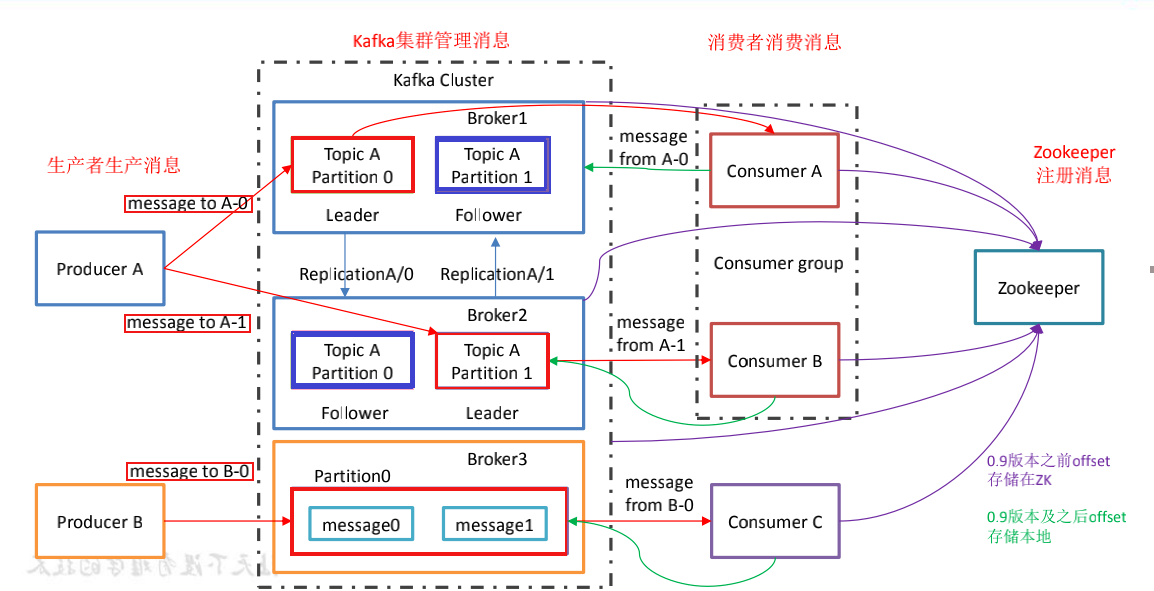 Kafka集群管理消息
消费者消费消息
Kafka Cluster
生产者生产消息
Broker1
Topic A
Partition 0
Topic A
Partition 1
Leader
Follower
message
from A-0
Consumer A
Zookeeper
注册消息
message to A-0
Producer A
ReplicationA/0
ReplicationA/1
Consumer group
Zookeeper
message to A-1
Broker2
Topic A
Partition 0
Topic A
Partition 1
Follower
Leader
message
from A-1
Consumer B
message to B-0
Broker3
Partition0
message0
message1
Producer B
message
from B-0
Consumer C
0.9版本之前offset
存储在ZK
0.9版本及之后offset
存储本地